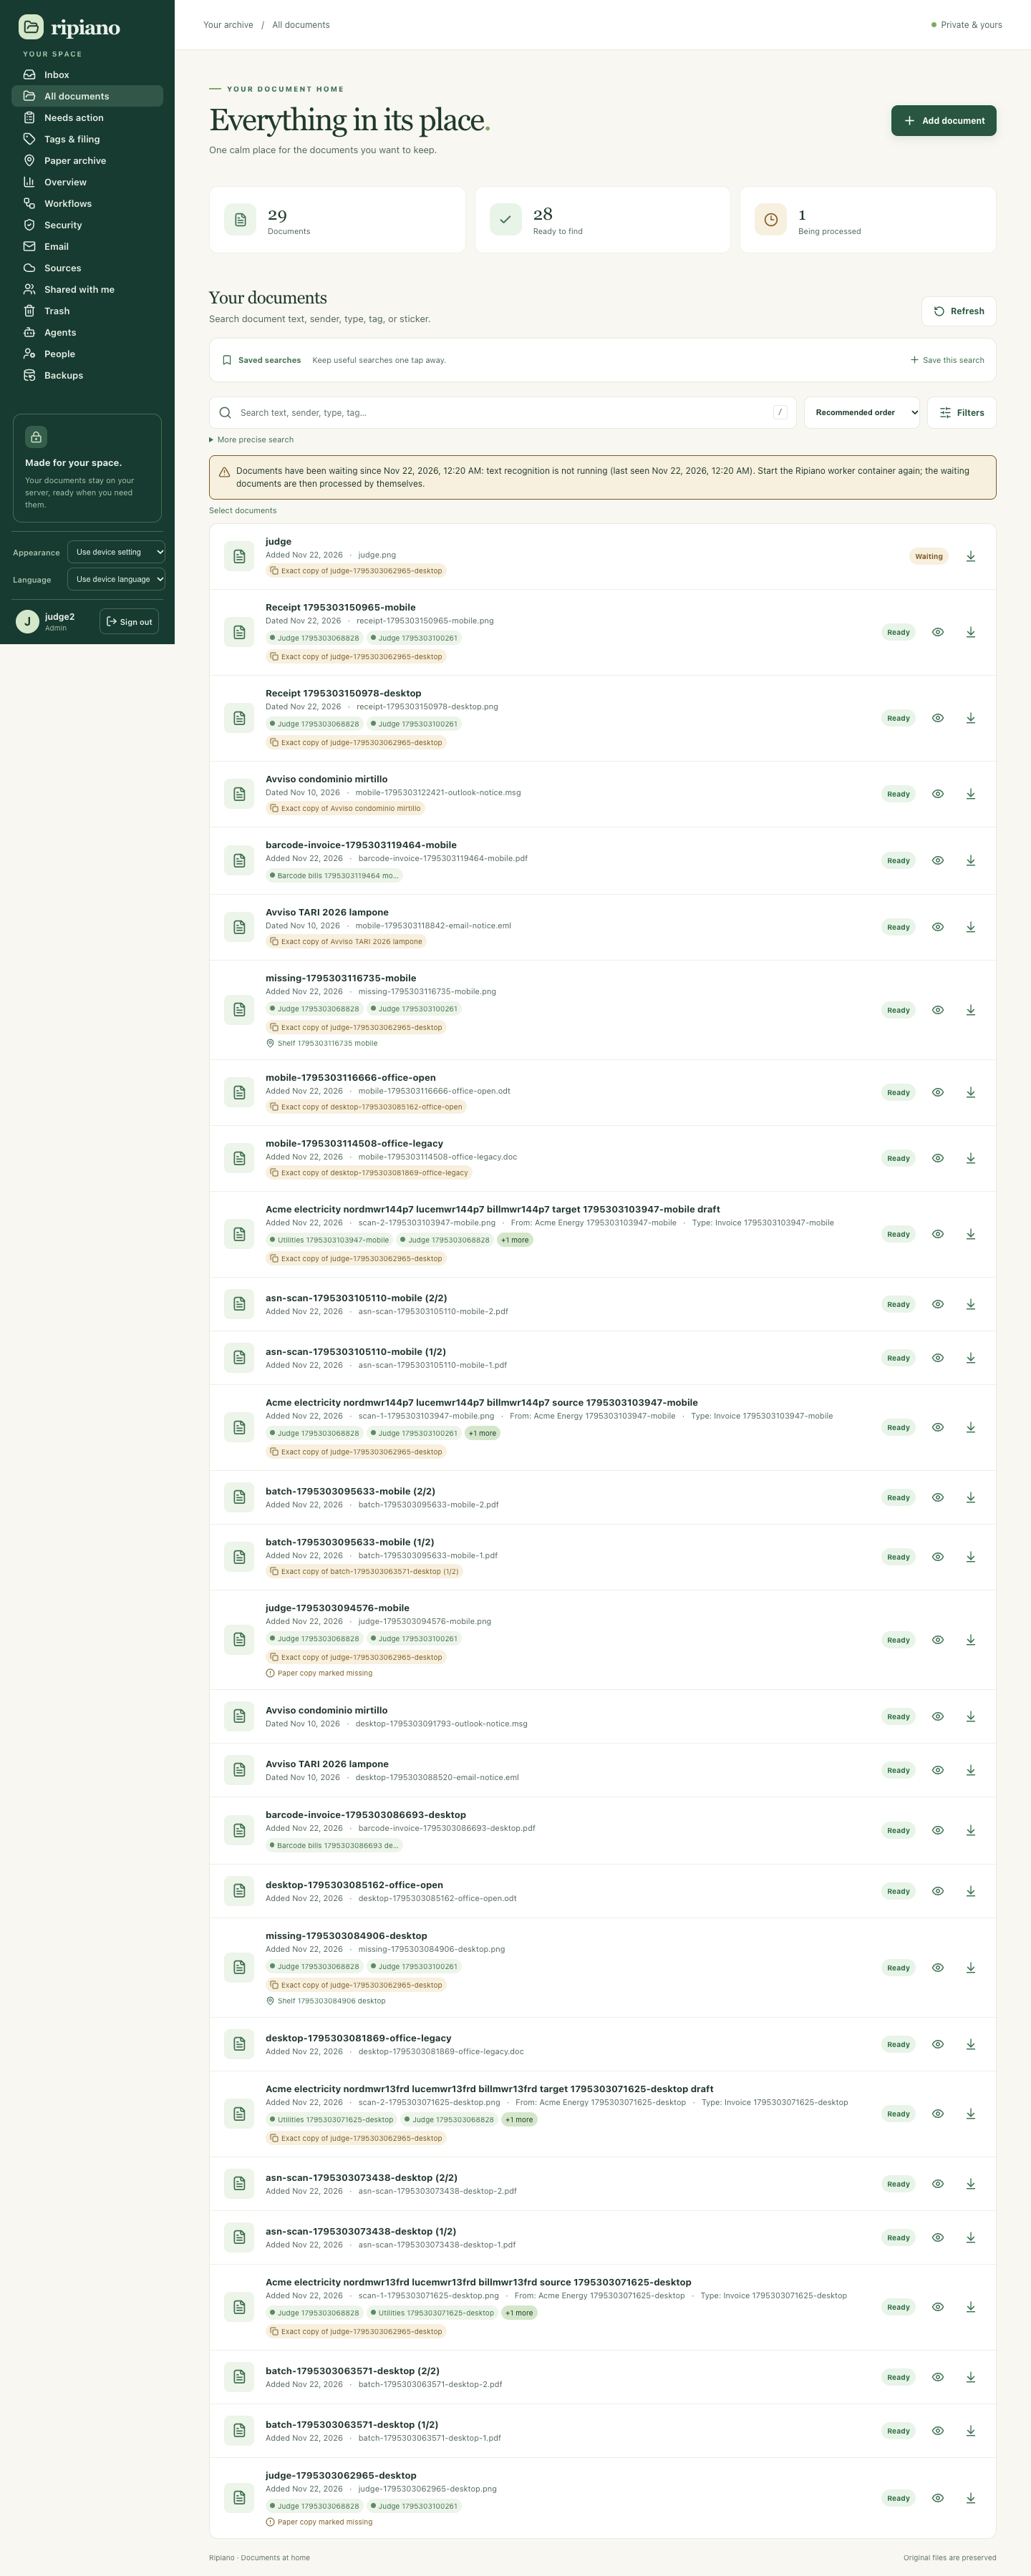 ripiano
YOUR SPACE
Inbox
All documents
Needs action
Tags & filing
Paper archive
Overview
Workflows
Security
Email
Sources
Shared with me
Trash
Agents
People
Backups
Made for your space.
Your documents stay on your
server, ready when you need
them.
Appearance Use device setting
Language Use device language
J judge2
Admin
Sign out
Your archive / All documents
Private & yours
YOUR DOCUMENT HOME
Everything in its place.
One calm place for the documents you want to keep.
Add document
29
Documents
28
Ready to find
1
Being processed
Your documents
Search document text, sender, type, tag, or sticker.
Refresh
Saved searches Keep useful searches one tap away.
Save this search
Search text, sender, type, tag... /
Recommended order
Filters
More precise search
Documents have been waiting since Nov 22, 2026, 12:20 AM: text recognition is not running (last seen Nov 22, 2026, 12:20 AM). Start the Ripiano worker container again; the waiting
documents are then processed by themselves.
Select documents
judge
Added Nov 22, 2026 · judge.png
Exact copy of judge-1795303062965-desktop
Waiting
Receipt 1795303150965-mobile
Dated Nov 22, 2026 · receipt-1795303150965-mobile.png
Judge 1795303068828 Judge 1795303100261
Exact copy of judge-1795303062965-desktop
Ready
Receipt 1795303150978-desktop
Dated Nov 22, 2026 · receipt-1795303150978-desktop.png
Judge 1795303068828 Judge 1795303100261
Exact copy of judge-1795303062965-desktop
Ready
Avviso condominio mirtillo
Dated Nov 10, 2026 · mobile-1795303122421-outlook-notice.msg
Exact copy of Avviso condominio mirtillo
Ready
barcode-invoice-1795303119464-mobile
Added Nov 22, 2026 · barcode-invoice-1795303119464-mobile.pdf
Barcode bills 1795303119464 mo...
Ready
Avviso TARI 2026 lampone
Dated Nov 10, 2026 · mobile-1795303118842-email-notice.eml
Exact copy of Avviso TARI 2026 lampone
Ready
missing-1795303116735-mobile
Added Nov 22, 2026 · missing-1795303116735-mobile.png
Judge 1795303068828 Judge 1795303100261
Exact copy of judge-1795303062965-desktop
Shelf 1795303116735 mobile
Ready
mobile-1795303116666-office-open
Added Nov 22, 2026 · mobile-1795303116666-office-open.odt
Exact copy of desktop-1795303085162-office-open
Ready
mobile-1795303114508-office-legacy
Added Nov 22, 2026 · mobile-1795303114508-office-legacy.doc
Exact copy of desktop-1795303081869-office-legacy
Ready
Acme electricity nordmwr144p7 lucemwr144p7 billmwr144p7 target 1795303103947-mobile draft
Added Nov 22, 2026 · scan-2-1795303103947-mobile.png · From: Acme Energy 1795303103947-mobile · Type: Invoice 1795303103947-mobile
Utilities 1795303103947-mobile Judge 1795303068828 +1 more
Exact copy of judge-1795303062965-desktop
Ready
asn-scan-1795303105110-mobile (2/2)
Added Nov 22, 2026 · asn-scan-1795303105110-mobile-2.pdf
Ready
asn-scan-1795303105110-mobile (1/2)
Added Nov 22, 2026 · asn-scan-1795303105110-mobile-1.pdf
Ready
Acme electricity nordmwr144p7 lucemwr144p7 billmwr144p7 source 1795303103947-mobile
Added Nov 22, 2026 · scan-1-1795303103947-mobile.png · From: Acme Energy 1795303103947-mobile · Type: Invoice 1795303103947-mobile
Judge 1795303068828 Judge 1795303100261 +1 more
Exact copy of judge-1795303062965-desktop
Ready
batch-1795303095633-mobile (2/2)
Added Nov 22, 2026 · batch-1795303095633-mobile-2.pdf
Ready
batch-1795303095633-mobile (1/2)
Added Nov 22, 2026 · batch-1795303095633-mobile-1.pdf
Exact copy of batch-1795303063571-desktop (1/2)
Ready
judge-1795303094576-mobile
Added Nov 22, 2026 · judge-1795303094576-mobile.png
Judge 1795303068828 Judge 1795303100261
Exact copy of judge-1795303062965-desktop
Paper copy marked missing
Ready
Avviso condominio mirtillo
Dated Nov 10, 2026 · desktop-1795303091793-outlook-notice.msg
Ready
Avviso TARI 2026 lampone
Dated Nov 10, 2026 · desktop-1795303088520-email-notice.eml
Ready
barcode-invoice-1795303086693-desktop
Added Nov 22, 2026 · barcode-invoice-1795303086693-desktop.pdf
Barcode bills 1795303086693 de...
Ready
desktop-1795303085162-office-open
Added Nov 22, 2026 · desktop-1795303085162-office-open.odt
Ready
missing-1795303084906-desktop
Added Nov 22, 2026 · missing-1795303084906-desktop.png
Judge 1795303068828 Judge 1795303100261
Exact copy of judge-1795303062965-desktop
Shelf 1795303084906 desktop
Ready
desktop-1795303081869-office-legacy
Added Nov 22, 2026 · desktop-1795303081869-office-legacy.doc
Ready
Acme electricity nordmwr13frd lucemwr13frd billmwr13frd target 1795303071625-desktop draft
Added Nov 22, 2026 · scan-2-1795303071625-desktop.png · From: Acme Energy 1795303071625-desktop · Type: Invoice 1795303071625-desktop
Utilities 1795303071625-desktop Judge 1795303068828 +1 more
Exact copy of judge-1795303062965-desktop
Ready
asn-scan-1795303073438-desktop (2/2)
Added Nov 22, 2026 · asn-scan-1795303073438-desktop-2.pdf
Ready
asn-scan-1795303073438-desktop (1/2)
Added Nov 22, 2026 · asn-scan-1795303073438-desktop-1.pdf
Ready
Acme electricity nordmwr13frd lucemwr13frd billmwr13frd source 1795303071625-desktop
Added Nov 22, 2026 · scan-1-1795303071625-desktop.png · From: Acme Energy 1795303071625-desktop · Type: Invoice 1795303071625-desktop
Judge 1795303068828 Utilities 1795303071625-desktop +1 more
Exact copy of judge-1795303062965-desktop
Ready
batch-1795303063571-desktop (2/2)
Added Nov 22, 2026 · batch-1795303063571-desktop-2.pdf
Ready
batch-1795303063571-desktop (1/2)
Added Nov 22, 2026 · batch-1795303063571-desktop-1.pdf
Ready
judge-1795303062965-desktop
Added Nov 22, 2026 · judge-1795303062965-desktop.png
Judge 1795303068828 Judge 1795303100261
Paper copy marked missing
Ready
Ripiano · Documents at home
Original files are preserved